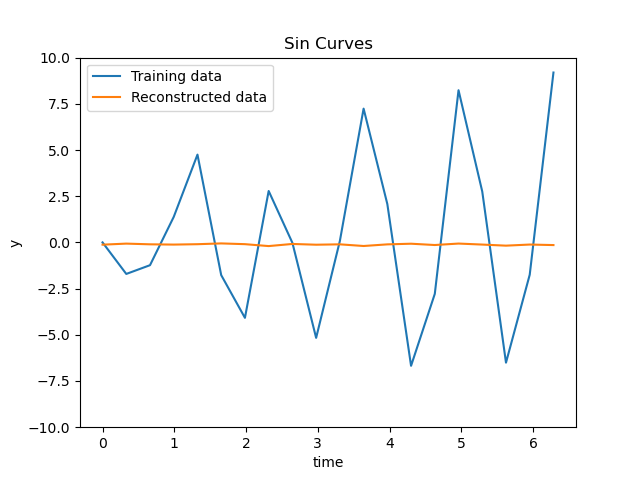 Sin Curves
Training data
Reconstructed data
10.0
7.5
5.0
2.5
0.0
−2.5
−5.0
−7.5
−10.0
y
0 1 2 3 4 5 6
time